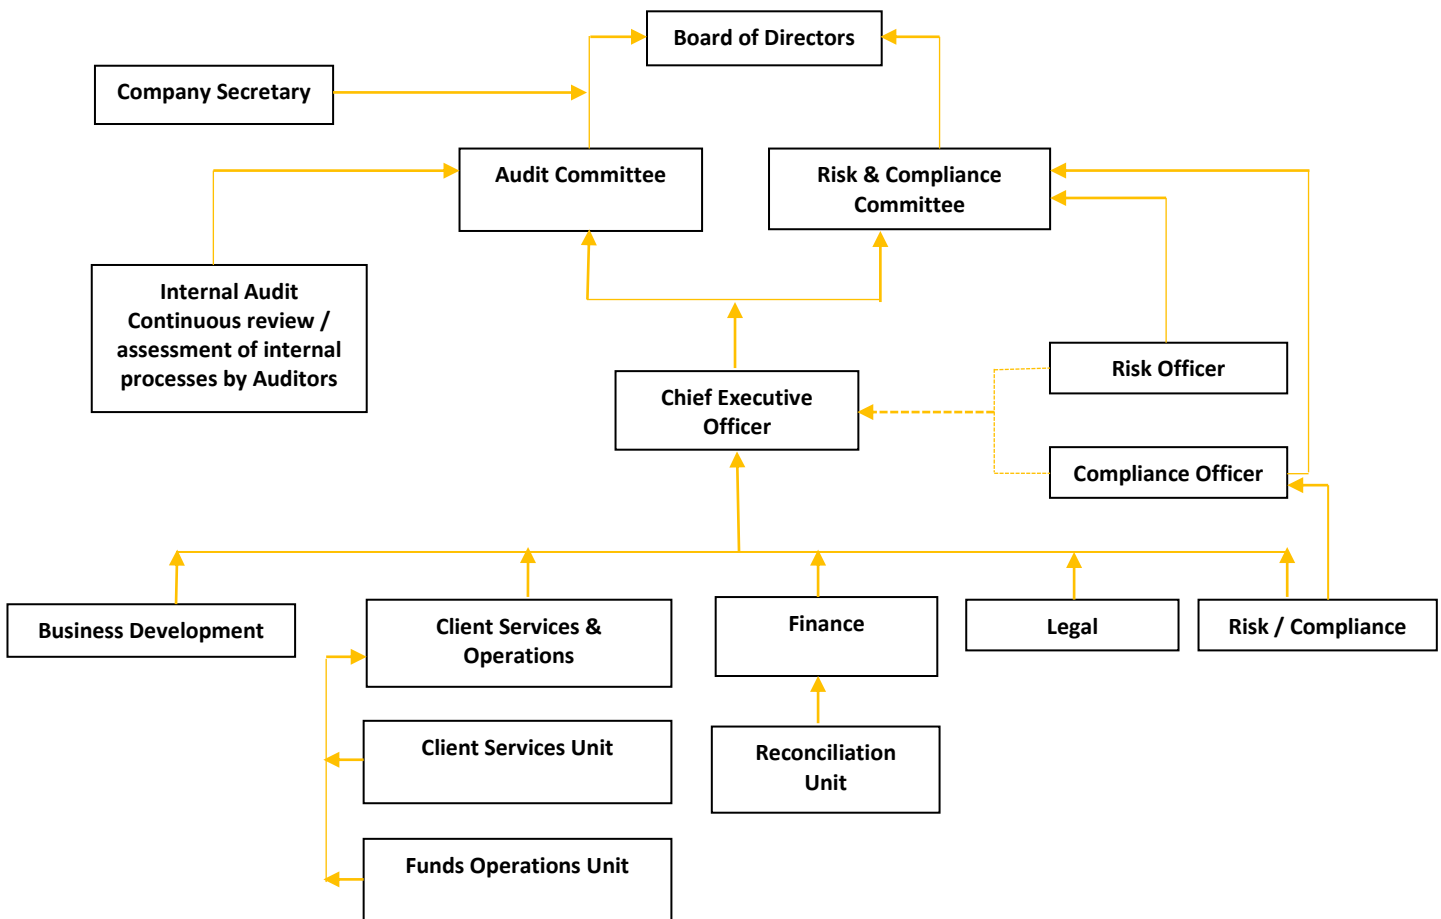 Board of Directors
Company Secretary
Audit Committee
Risk & Compliance
Committee
Internal Audit
Continuous review /
assessment of internal
processes by Auditors
Risk Officer
Chief Executive
Officer
Compliance Officer
Business Development
Client Services &
Operations
Finance
Legal
Risk / Compliance
Client Services Unit
Reconciliation
Unit
Funds Operations Unit